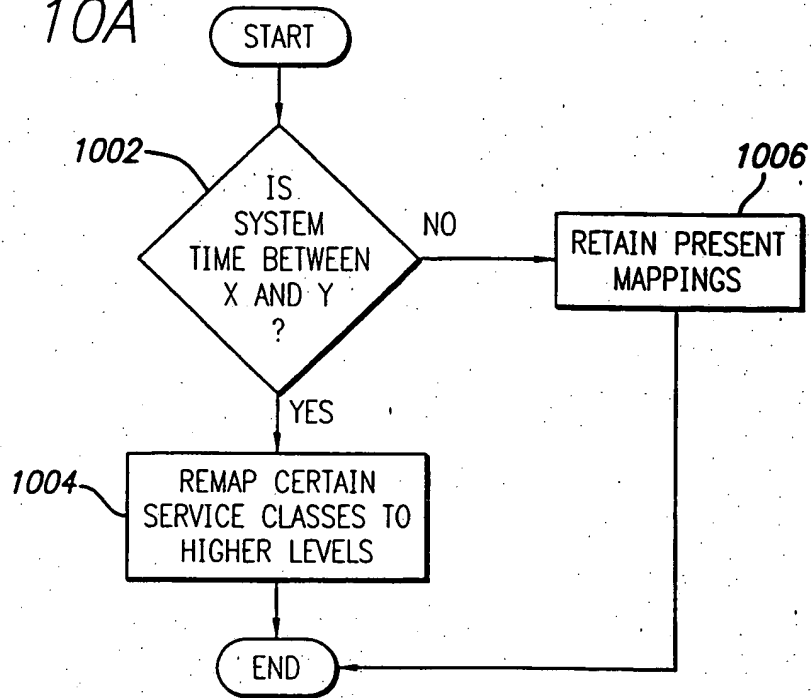 10A
START
1002
IS
SYSTEM
TIME BETWEEN
X AND Y
?
NO
1006
RETAIN PRESENT
MAPPINGS
YES
1004
REMAP CERTAIN
SERVICE CLASSES TO
HIGHER LEVELS
END